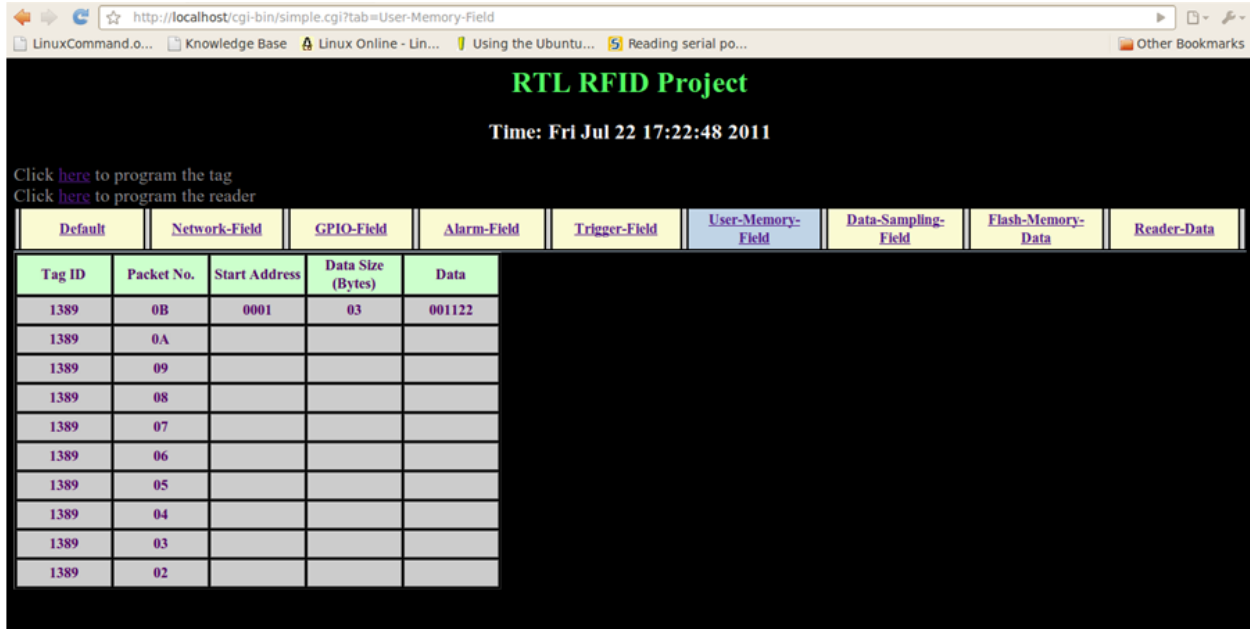 http://localhost/cgi-bin/simple.cgi?tab=User-Memory-Field
LinuxCommand.o... Knowledge Base Linux Online - Lin... Using the Ubuntu... Reading serial po... Other Bookmarks
RTL RFID Project
Time: Fri Jul 22 17:22:48 2011
Click here to program the tag
Click here to program the reader
Default Network-Field GPIO-Field Alarm-Field Trigger-Field User-Memory-Field Data-Sampling-Field Flash-Memory-Data Reader-Data
Tag ID Packet No. Start Address Data Size (Bytes) Data
1389 0B 0001 03 001122
1389 0A
1389 09
1389 08
1389 07
1389 06
1389 05
1389 04
1389 03
1389 02